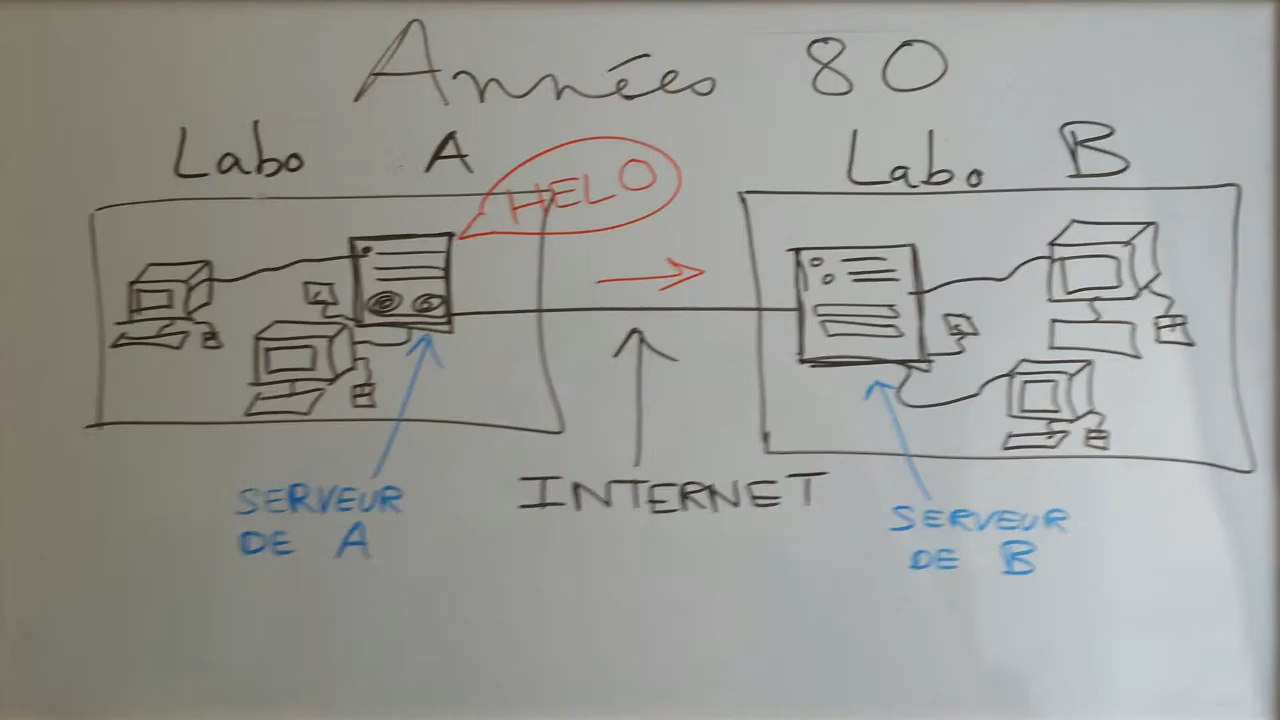 Années 80
Labo A
Labo B
HELO
INTERNET
SERVEUR
DE A
SERVEUR
DE B